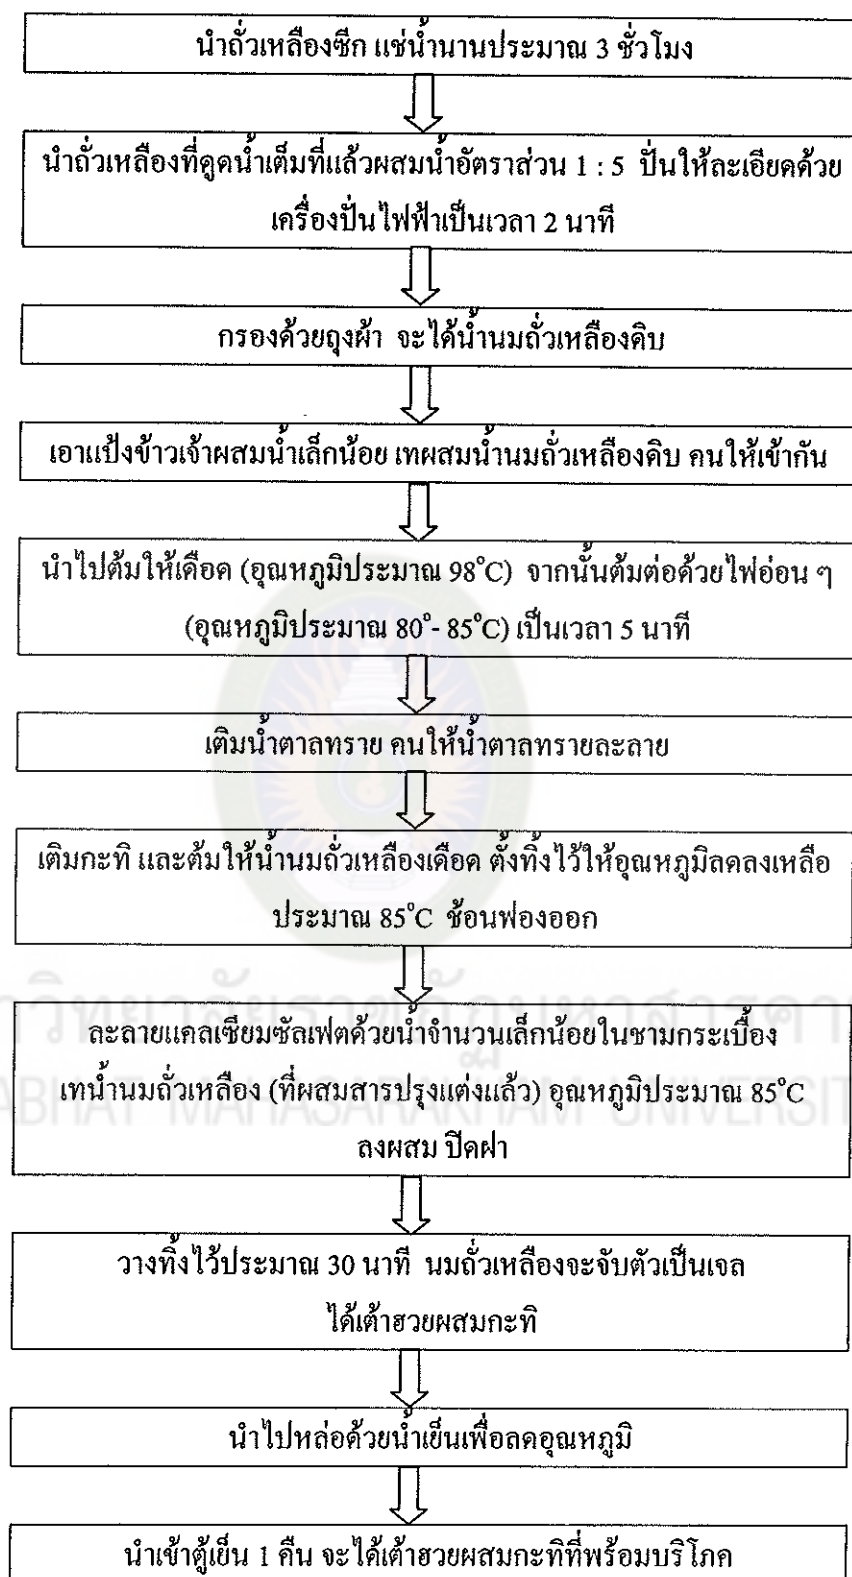 นำถั่วเหลืองซีก แช่น้ำนานประมาณ 3 ชั่วโมง
นำถั่วเหลืองที่ดูดน้ำเต็มที่แล้วผสมน้ำอัตราส่วน 1 : 5 ปั่นให้ละเอียดด้วย
เครื่องปั่นไฟฟ้าเป็นเวลา 2 นาที
กรองด้วยถุงผ้า จะได้น้ำนมถั่วเหลืองดิบ
เอาแป้งข้าวเจ้าผสมน้ำเล็กน้อย เทผสมน้ำนมถั่วเหลืองดิบ คนให้เข้ากัน
นำไปต้มให้เดือด (อุณหภูมิประมาณ 98°C) จากนั้นต้มต่อด้วยไฟอ่อน ๆ
(อุณหภูมิประมาณ 80°- 85°C) เป็นเวลา 5 นาที
เติมน้ำตาลทราย คนให้น้ำตาลทรายละลาย
เติมกะทิ และต้มให้น้ำนมถั่วเหลืองเดือด ตั้งทิ้งไว้ให้อุณหภูมิลดลงเหลือ
ประมาณ 85°C ช้อนฟองออก
ละลายแคลเซียมซัลเฟตด้วยน้ำจำนวนเล็กน้อยในชามกระเบื้อง
เทน้ำนมถั่วเหลือง (ที่ผสมสารปรุงแต่งแล้ว) อุณหภูมิประมาณ 85°C
ลงผสม ปิดฝา
วางทิ้งไว้ประมาณ 30 นาที นมถั่วเหลืองจะจับตัวเป็นเจล
ได้เต้าฮวยผสมกะทิ
นำไปหล่อด้วยน้ำเย็นเพื่อลดอุณหภูมิ
นำเข้าตู้เย็น 1 คืน จะได้เต้าฮวยผสมกะทิที่พร้อมบริโภค